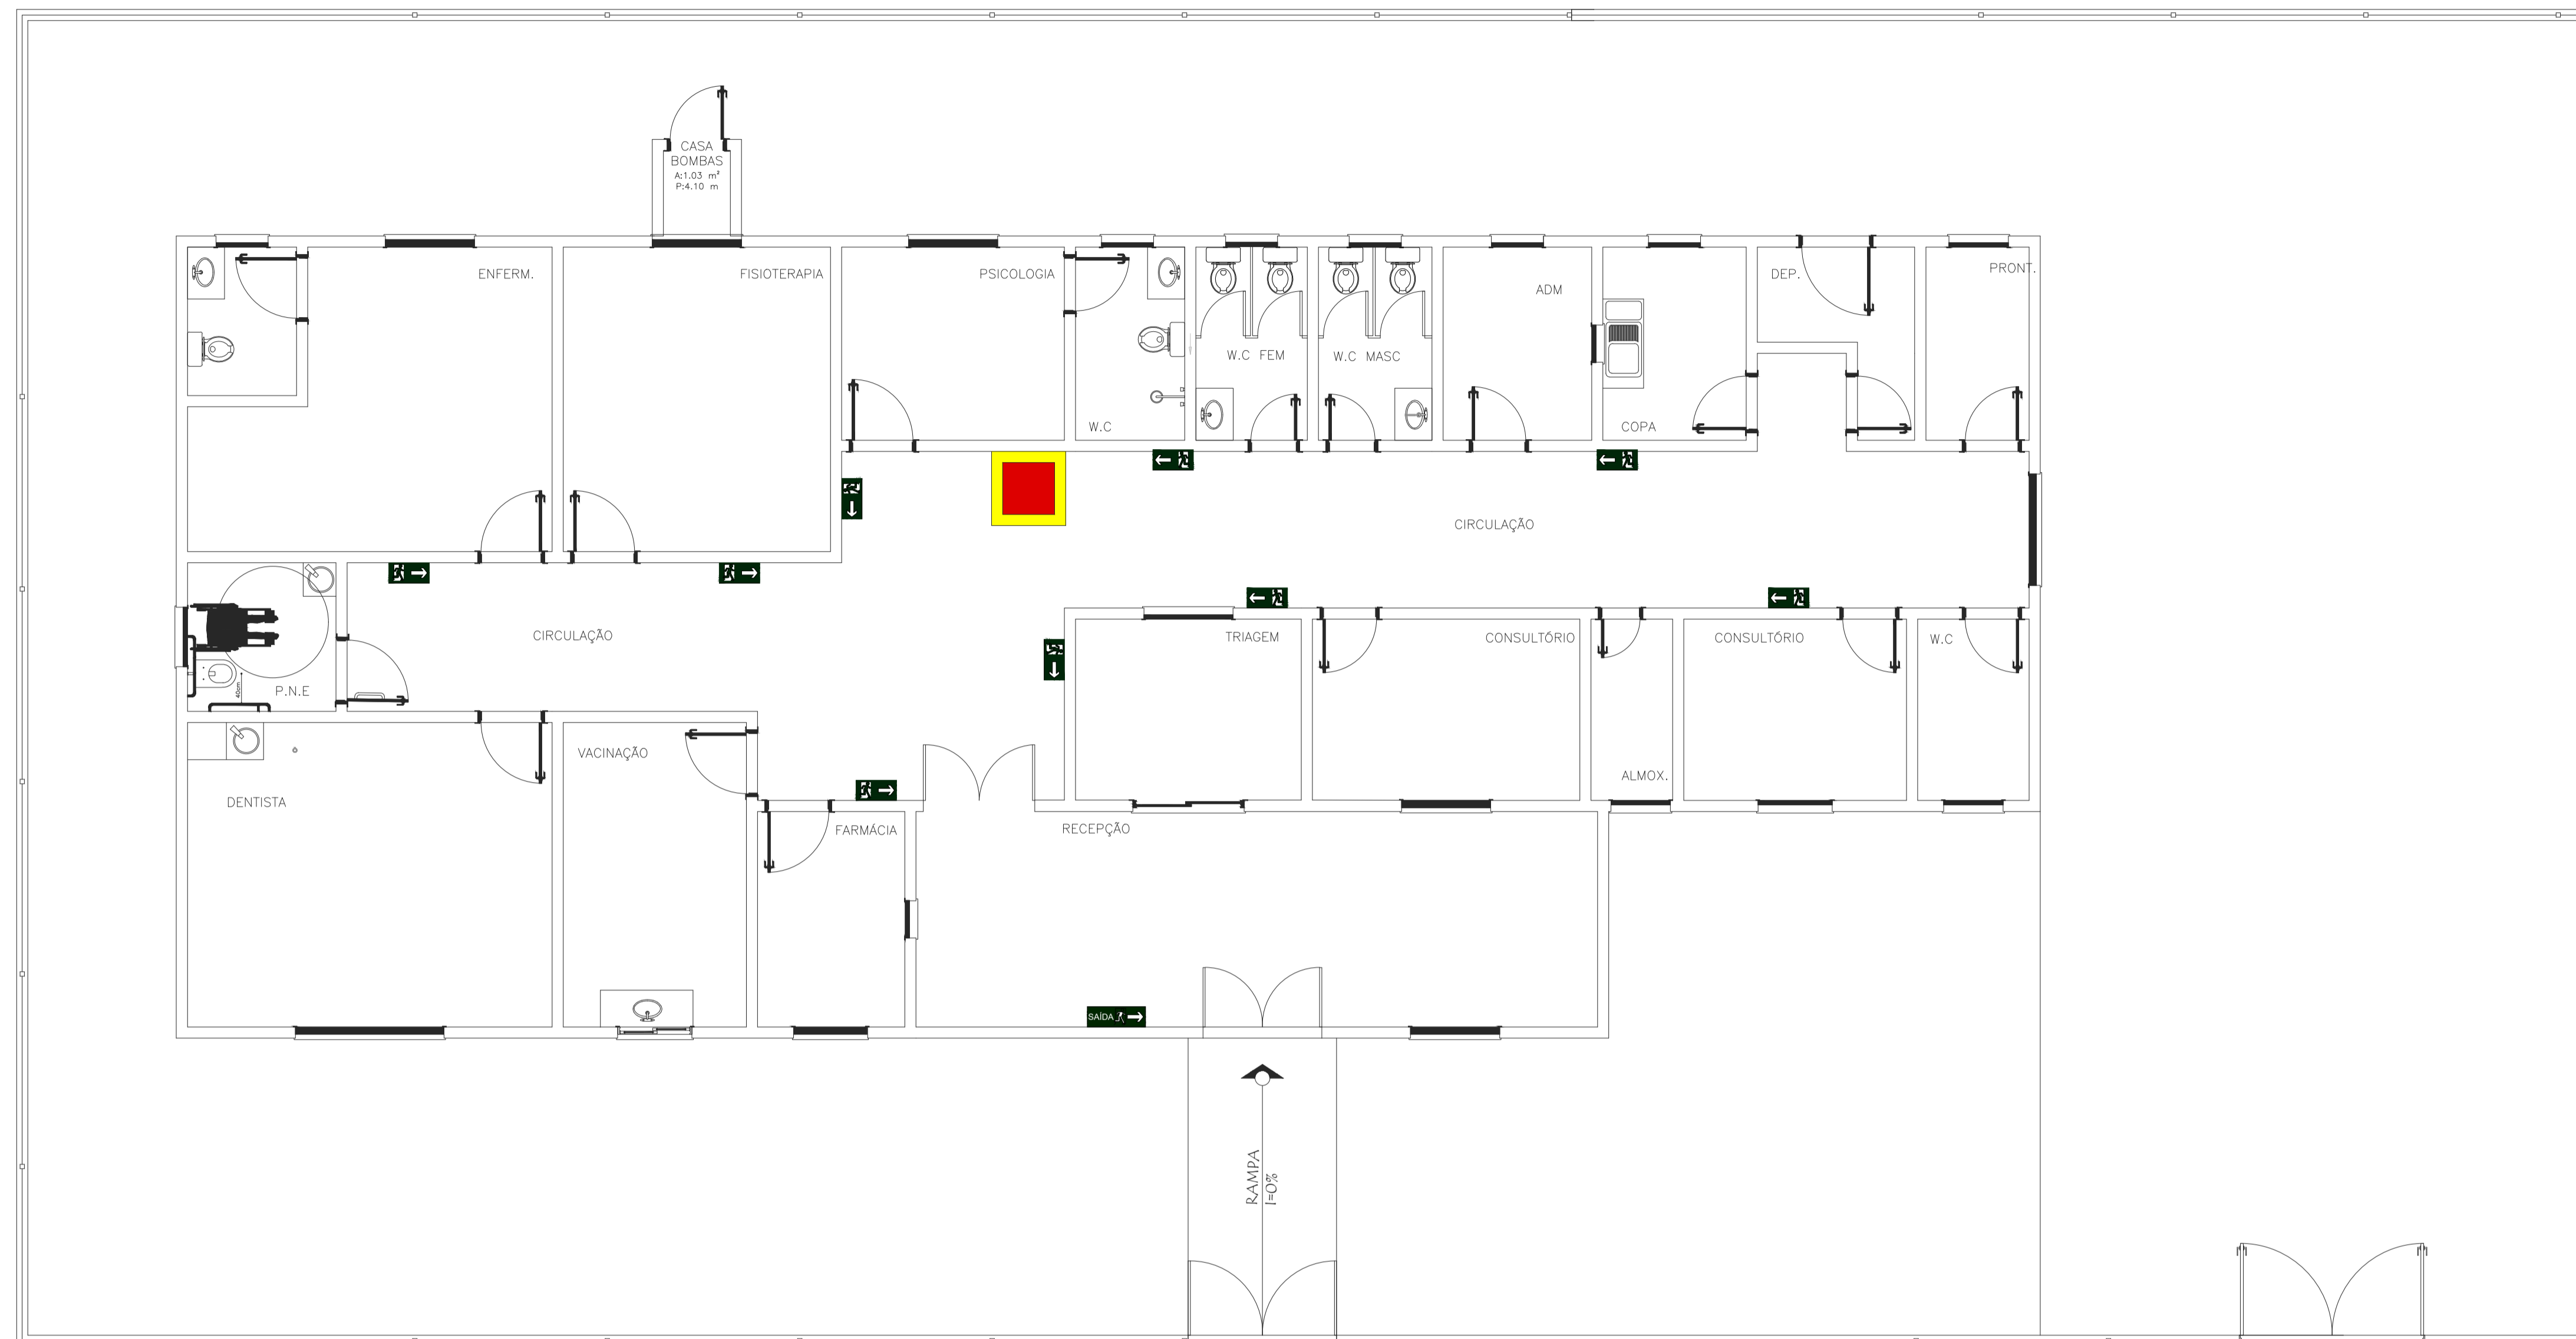 CASA
BOMBAS
A:1.03 m²
P:4.10 m
ENFERM.
FISIOTERAPIA
PSICOLOGIA
W.C
W.C FEM
W.C MASC
ADM
COPA
DEP.
PRONT.
CIRCULAÇÃO
CIRCULAÇÃO
P.N.E
40cm
TRIAGEM
CONSULTÓRIO
ALMOX.
CONSULTÓRIO
W.C
DENTISTA
VACINAÇÃO
FARMÁCIA
RECEPÇÃO
SAÍDA
RAMPA
I=0%